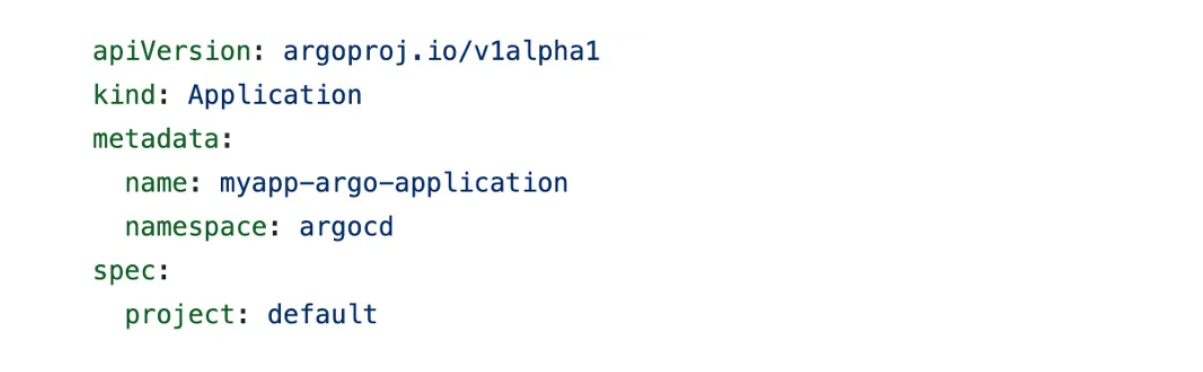 apiVersion: argoproj.io/v1alpha1
kind: Application
metadata:
  name: myapp-argo-application
  namespace: argocd
spec:
  project: default